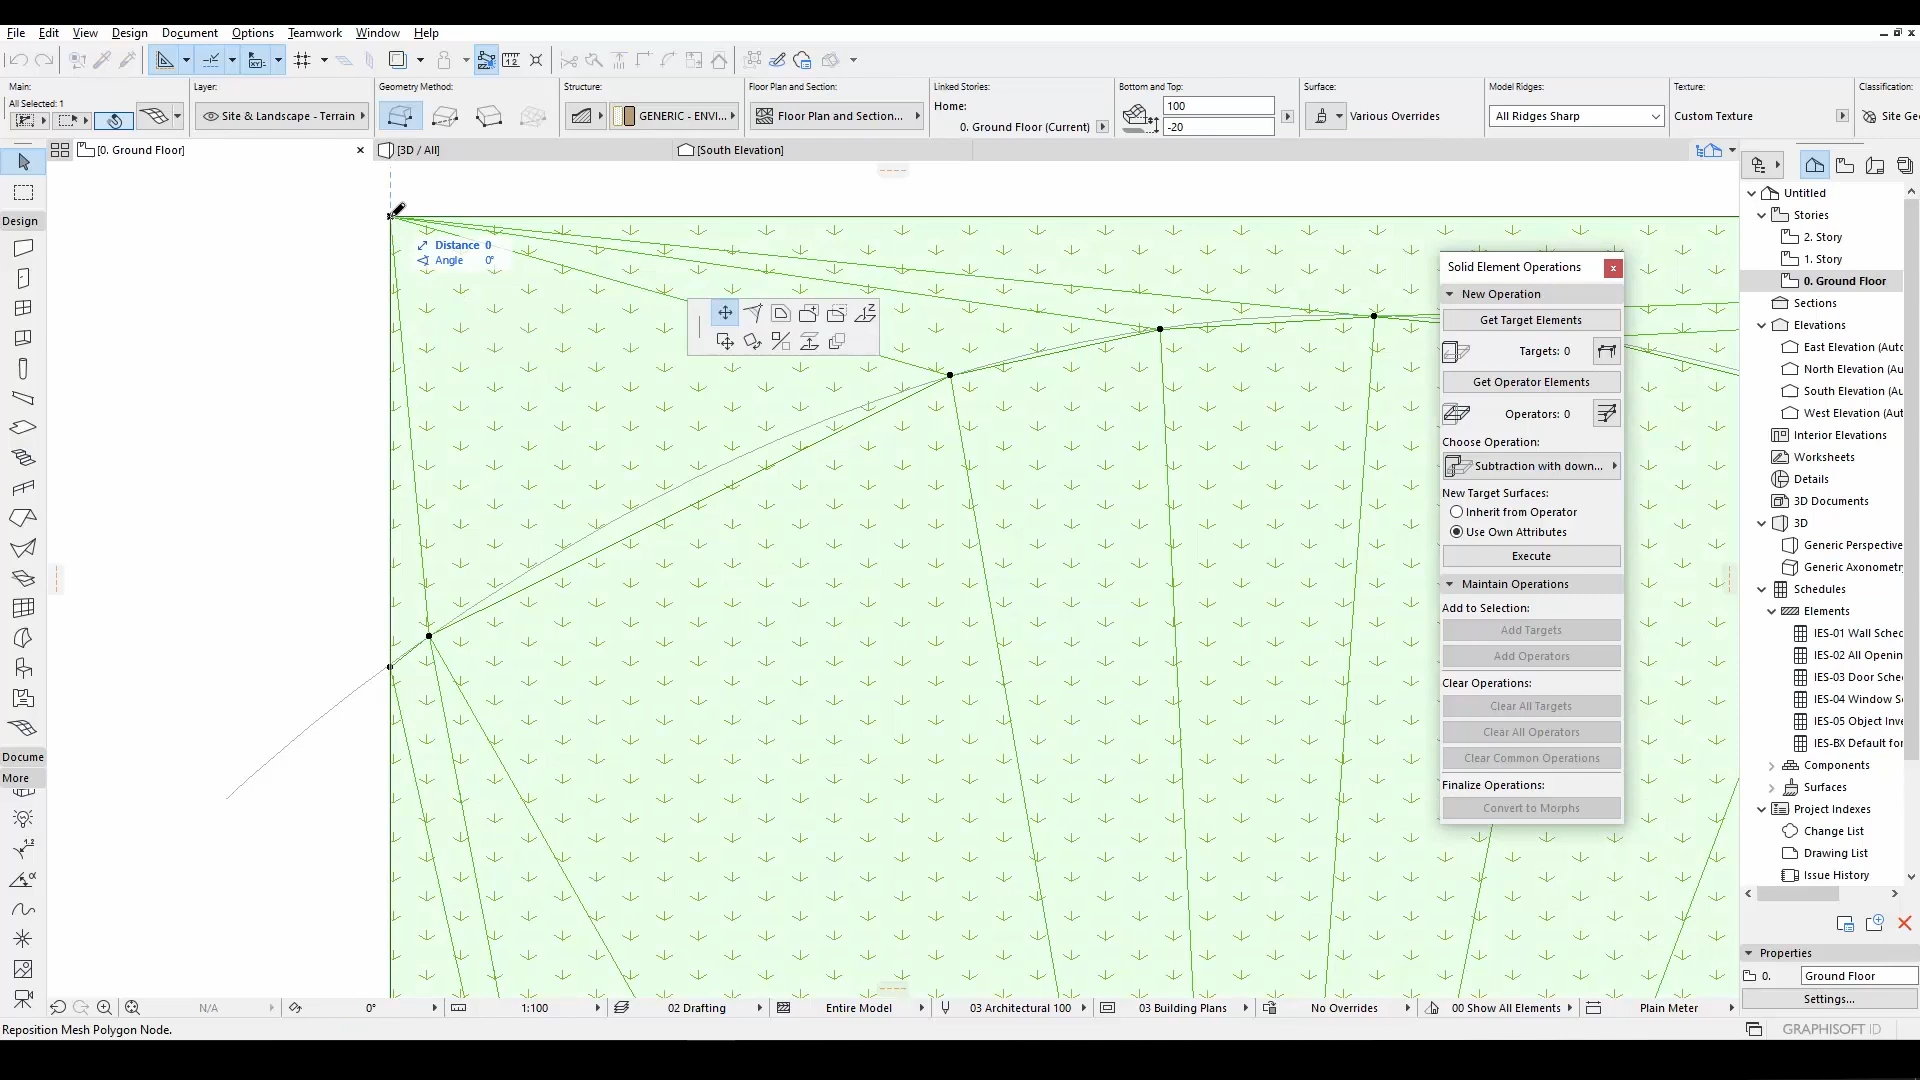 File Edit View Design Document Options Teamwork Window Help
Main: Layer: Geometry Method: Structure: Floor Plan and Section: Linked Stories: Bottom and Top: Surface: Model Ridges: Texture: Classification:
All Selected: 1
Home: 100
Site & Landscape - Terrain GENERIC - ENVI... Floor Plan and Section... Various Overrides All Ridges Sharp Custom Texture Site Ge
0. Ground Floor (Current) -20
[0. Ground Floor] [3D / All] [South Elevation]
Design
Docume
More
Distance 0
Angle 0°
Solid Element Operations
New Operation
Get Target Elements
Targets: 0
Get Operator Elements
Operators: 0
Choose Operation:
Subtraction with down...
New Target Surfaces:
Inherit from Operator
Use Own Attributes
Execute
Maintain Operations
Add to Selection:
Add Targets
Add Operators
Clear Operations:
Clear All Targets
Clear All Operators
Clear Common Operations
Finalize Operations:
Convert to Morphs
Untitled
Stories
2. Story
1. Story
0. Ground Floor
Sections
Elevations
East Elevation (Auto
North Elevation (Au
South Elevation (Aut
West Elevation (Aut
Interior Elevations
Worksheets
Details
3D Documents
3D
Generic Perspective
Generic Axonometr
Schedules
Elements
IES-01 Wall Sched
IES-02 All Openin
IES-03 Door Sche
IES-04 Window S
IES-05 Object Inve
IES-BX Default for
Components
Surfaces
Project Indexes
Change List
Drawing List
Issue History
Properties
0. Ground Floor
Settings...
N/A 0° 1:100 02 Drafting Entire Model 03 Architectural 100 03 Building Plans No Overrides 00 Show All Elements Plain Meter
Reposition Mesh Polygon Node.
GRAPHISOFT ID